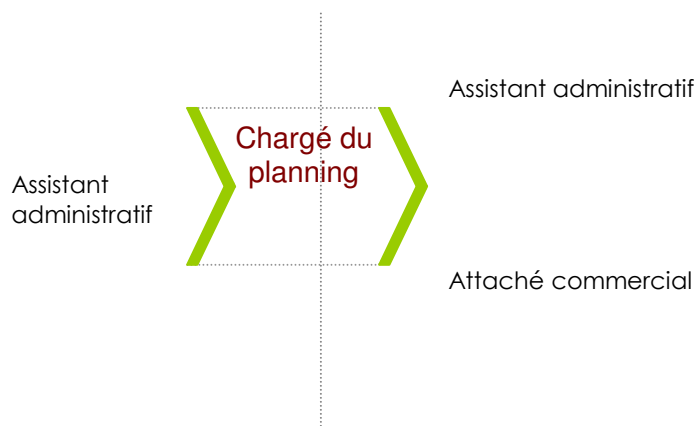 Assistant administratif
Chargé du
planning
Assistant
administratif
Attaché commercial